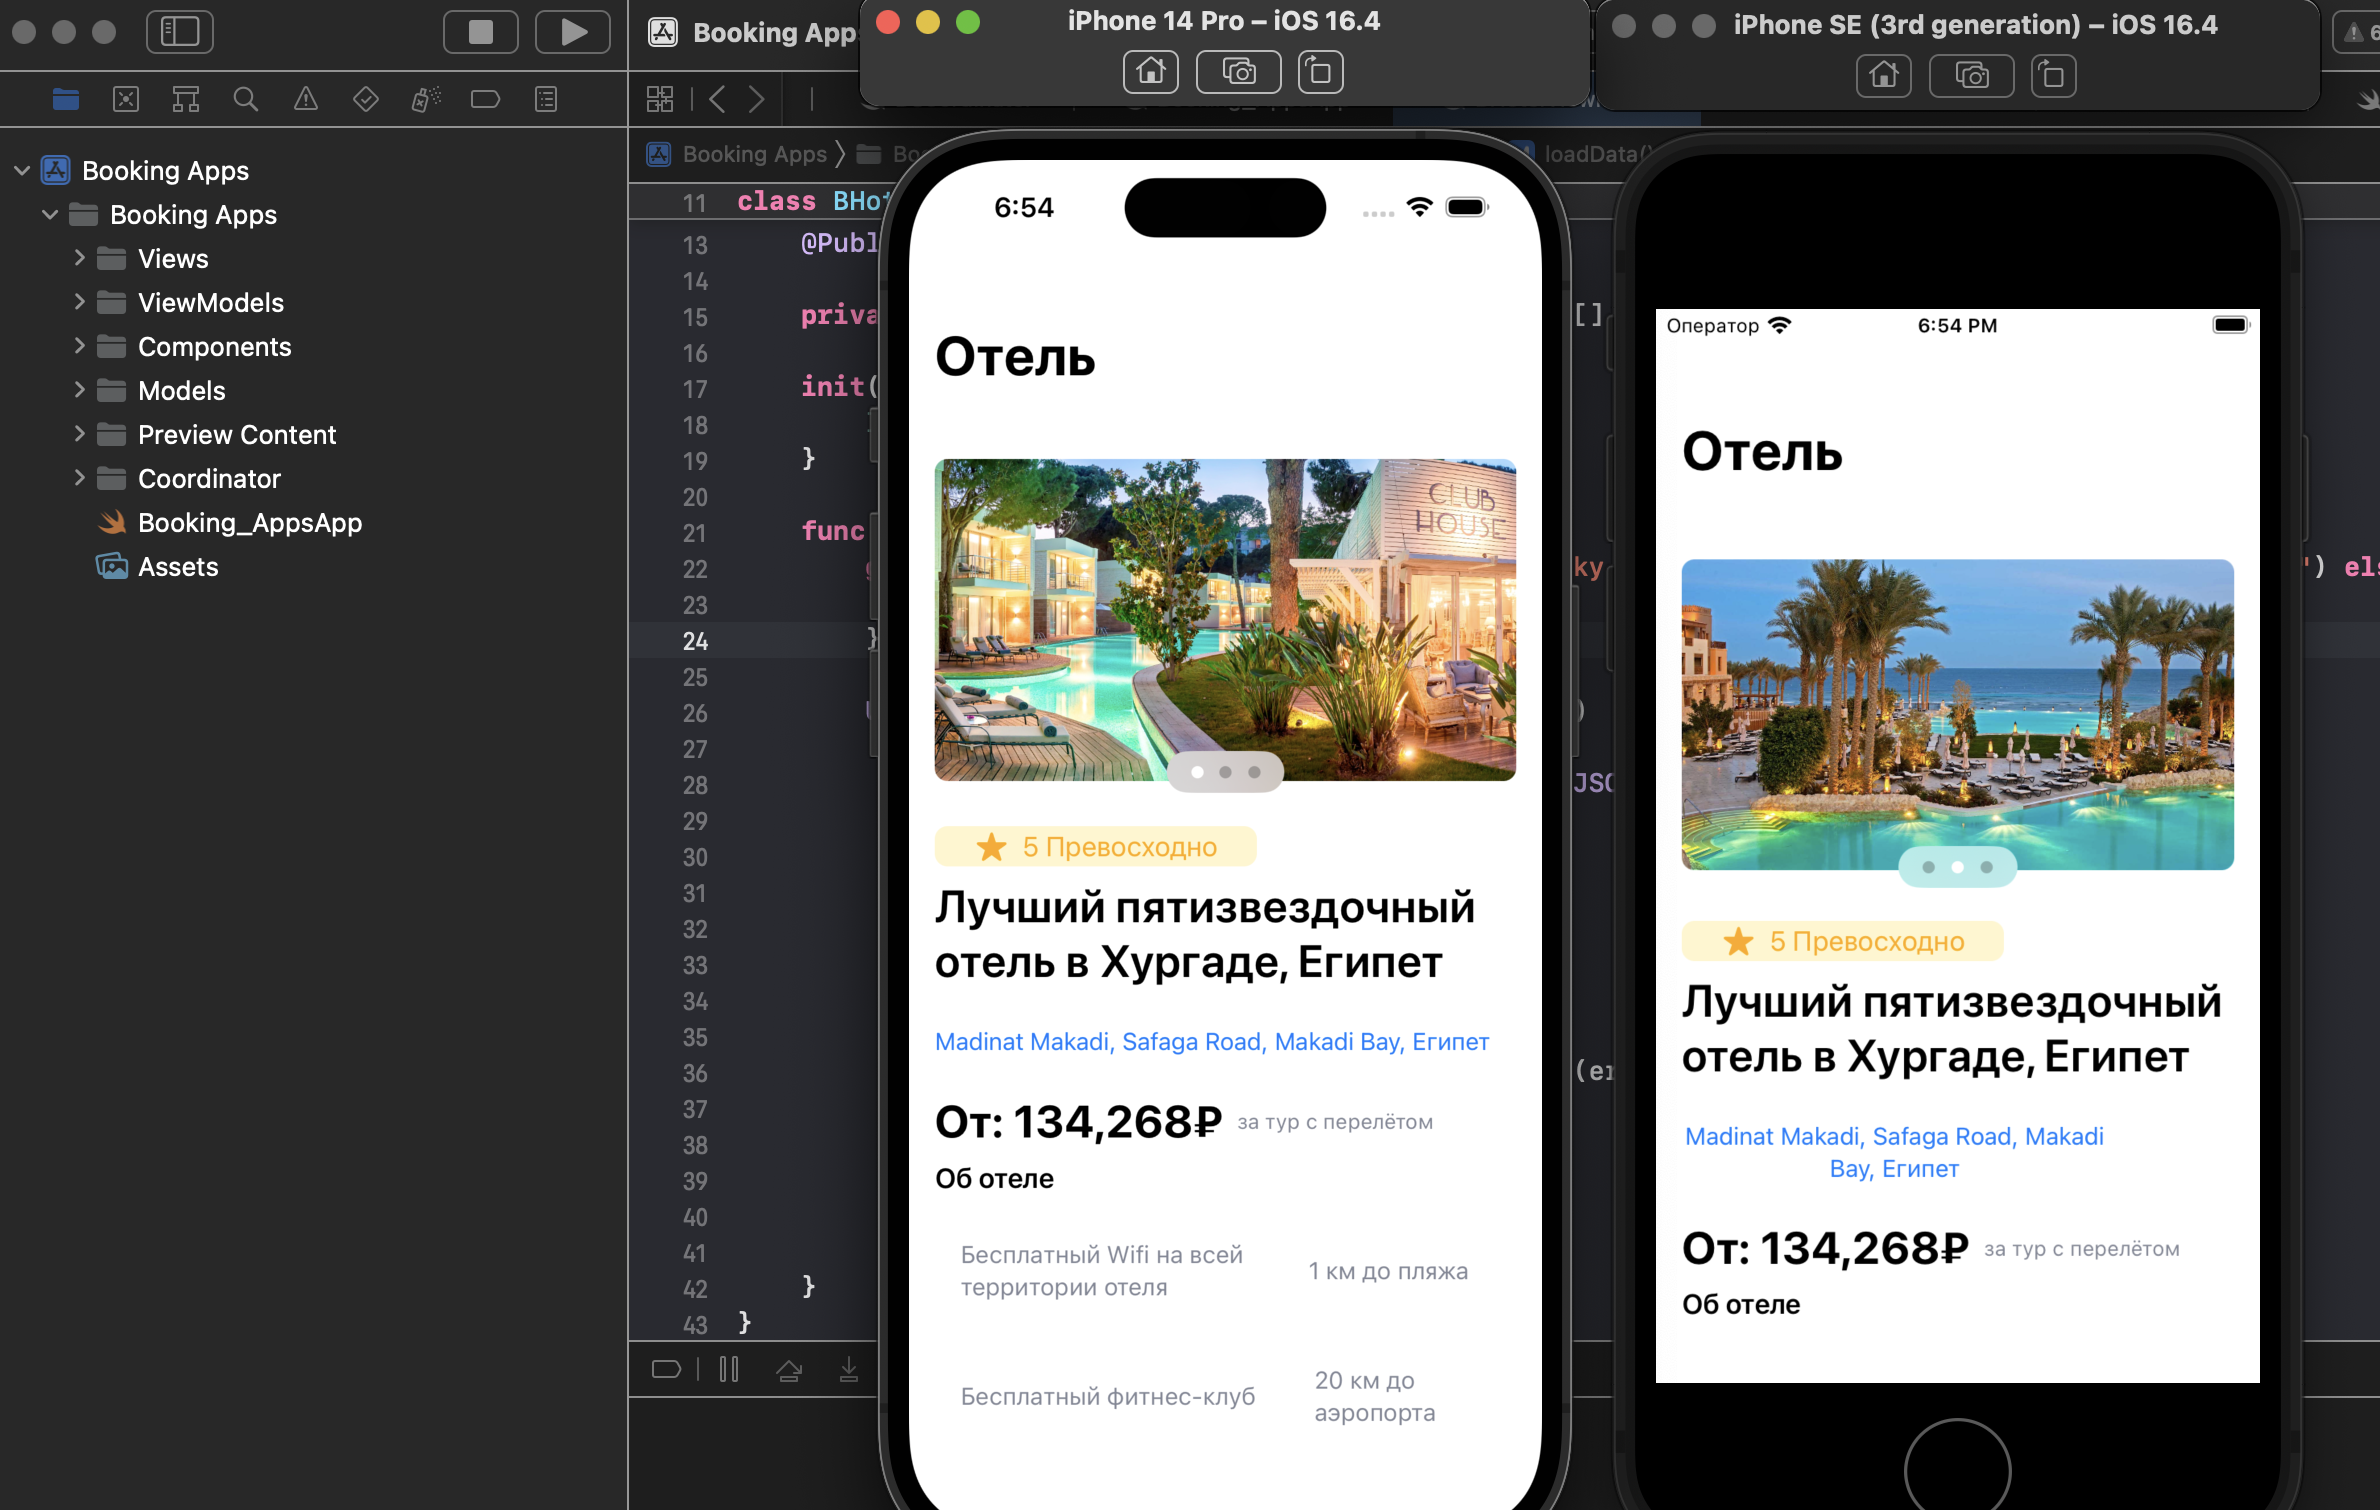 Booking App
iPhone 14 Pro – iOS 16.4
iPhone SE (3rd generation) – iOS 16.4
6
Booking Apps
Booking Apps
Views
ViewModels
Components
Models
Preview Content
Coordinator
Booking_AppsApp
Assets
Booking Apps
loadData()
11 class BHot
13 @Publ
14
15 priva
[]
16
17 init(
18
19 }
20
21 func
22
') els
23
24 }
25
26
)
27
28
JSO
29
30
31
32
33
34
35
36
(er
37
38
39
40
41
42 }
43 }
6:54
Отель
CLUB
HOUSE
5 Превосходно
Лучший пятизвездочный
отель в Хургаде, Египет
Madinat Makadi, Safaga Road, Makadi Bay, Египет
От: 134,268₽ за тур с перелётом
Об отеле
Бесплатный Wifi на всей
территории отеля
1 км до пляжа
Бесплатный фитнес-клуб
20 км до
аэропорта
Оператор
6:54 PM
Отель
5 Превосходно
Лучший пятизвездочный
отель в Хургаде, Египет
Madinat Makadi, Safaga Road, Makadi
Bay, Египет
От: 134,268₽ за тур с перелётом
Об отеле